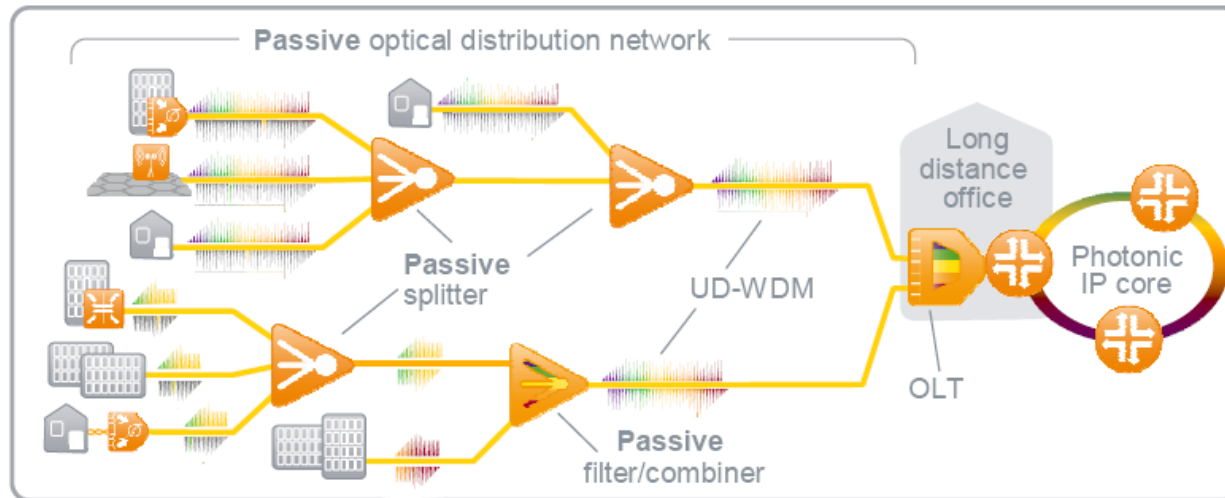 Passive optical distribution network
Long
distance
office
Passive
splitter
UD-WDM
Photonic
IP core
OLT
Passive
filter/combiner